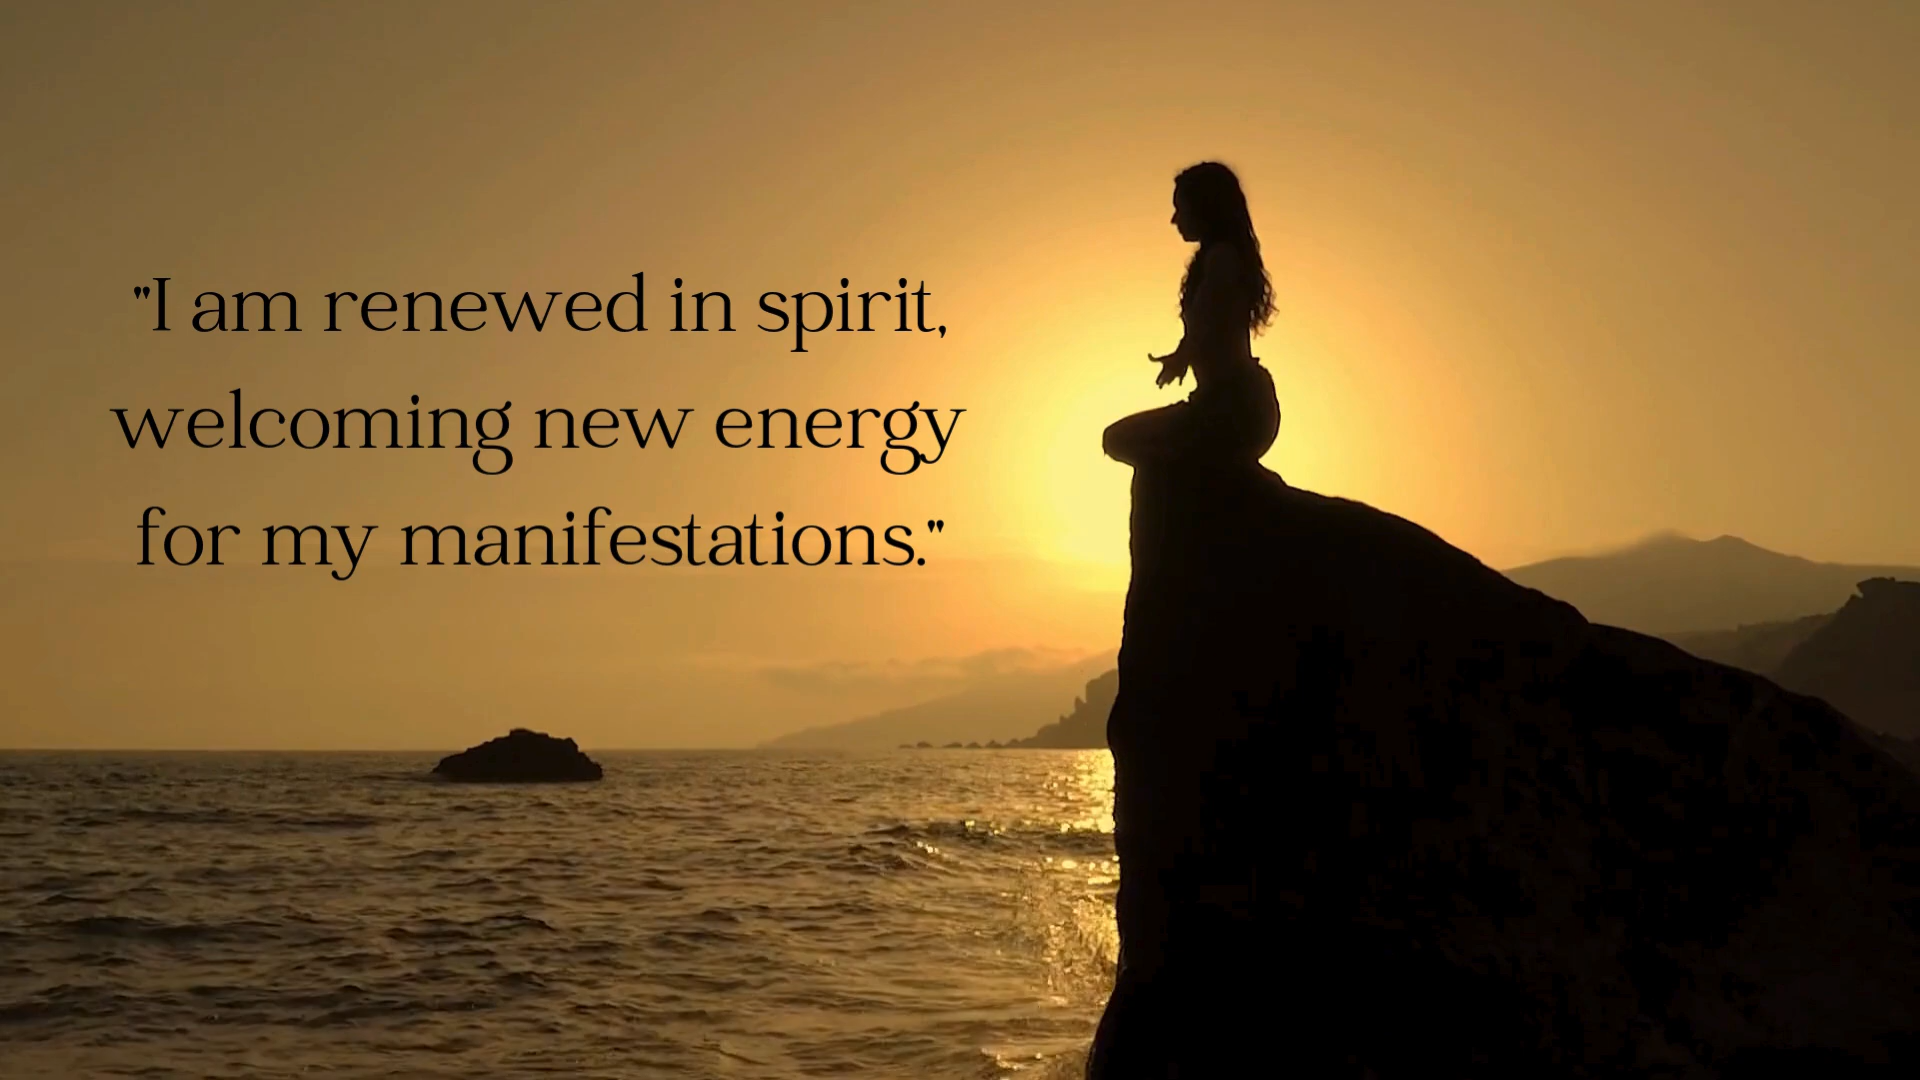 "I am renewed in spirit,
welcoming new energy
for my manifestations."